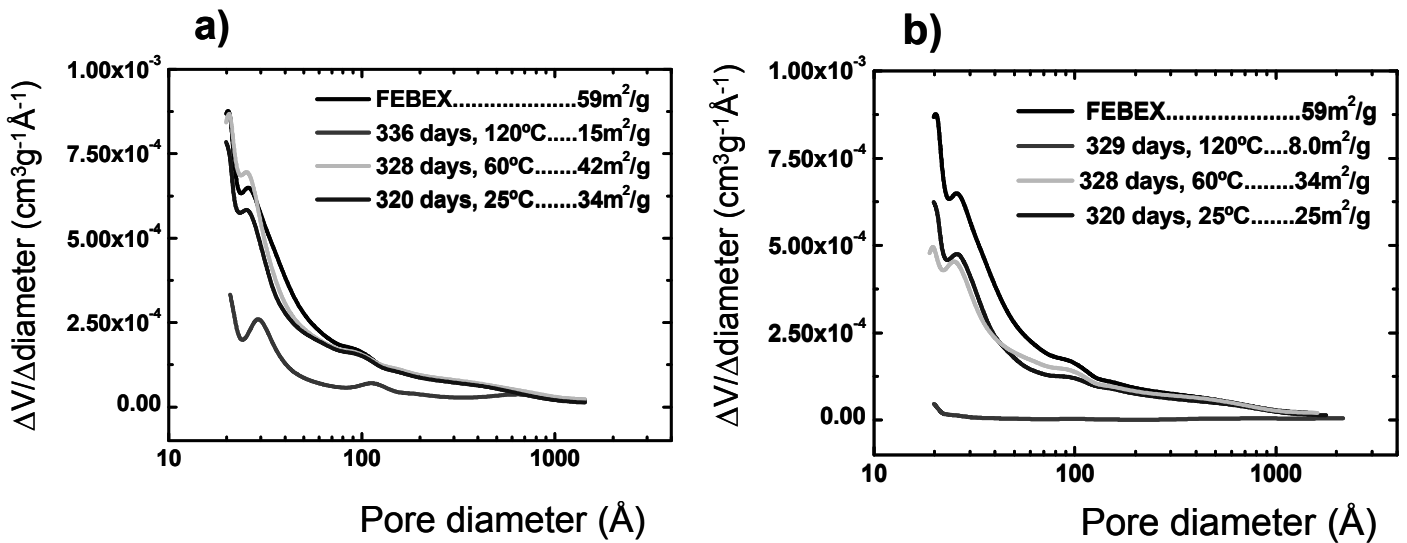 a)
ΔV/Δdiameter (cm³g⁻¹Å⁻¹)
1.00x10⁻³
7.50x10⁻⁴
5.00x10⁻⁴
2.50x10⁻⁴
0.00
FEBEX.....................59m²/g
336 days, 120ºC.....15m²/g
328 days, 60ºC.......42m²/g
320 days, 25ºC.......34m²/g
10 100 1000
Pore diameter (Å)
b)
ΔV/Δdiameter (cm³g⁻¹Å⁻¹)
1.00x10⁻³
7.50x10⁻⁴
5.00x10⁻⁴
2.50x10⁻⁴
0.00
FEBEX......................59m²/g
329 days, 120ºC....8.0m²/g
328 days, 60ºC........34m²/g
320 days, 25ºC.......25m²/g
10 100 1000
Pore diameter (Å)